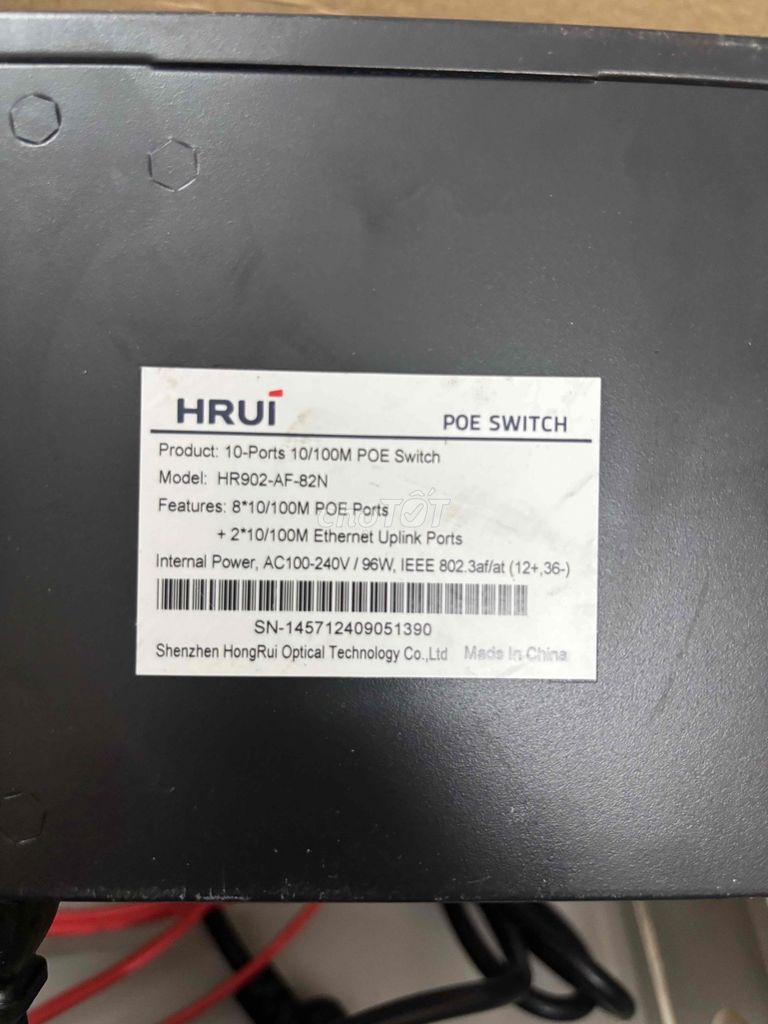 HRUI
POE SWITCH
Product: 10-Ports 10/100M POE Switch
Model: HR902-AF-82N
Features: 8*10/100M POE Ports
+ 2*10/100M Ethernet Uplink Ports
Internal Power, AC100-240V / 96W, IEEE 802.3af/at (12+,36-)
SN-145712409051390
Shenzhen HongRui Optical Technology Co.,Ltd Made In China
chOTỐT